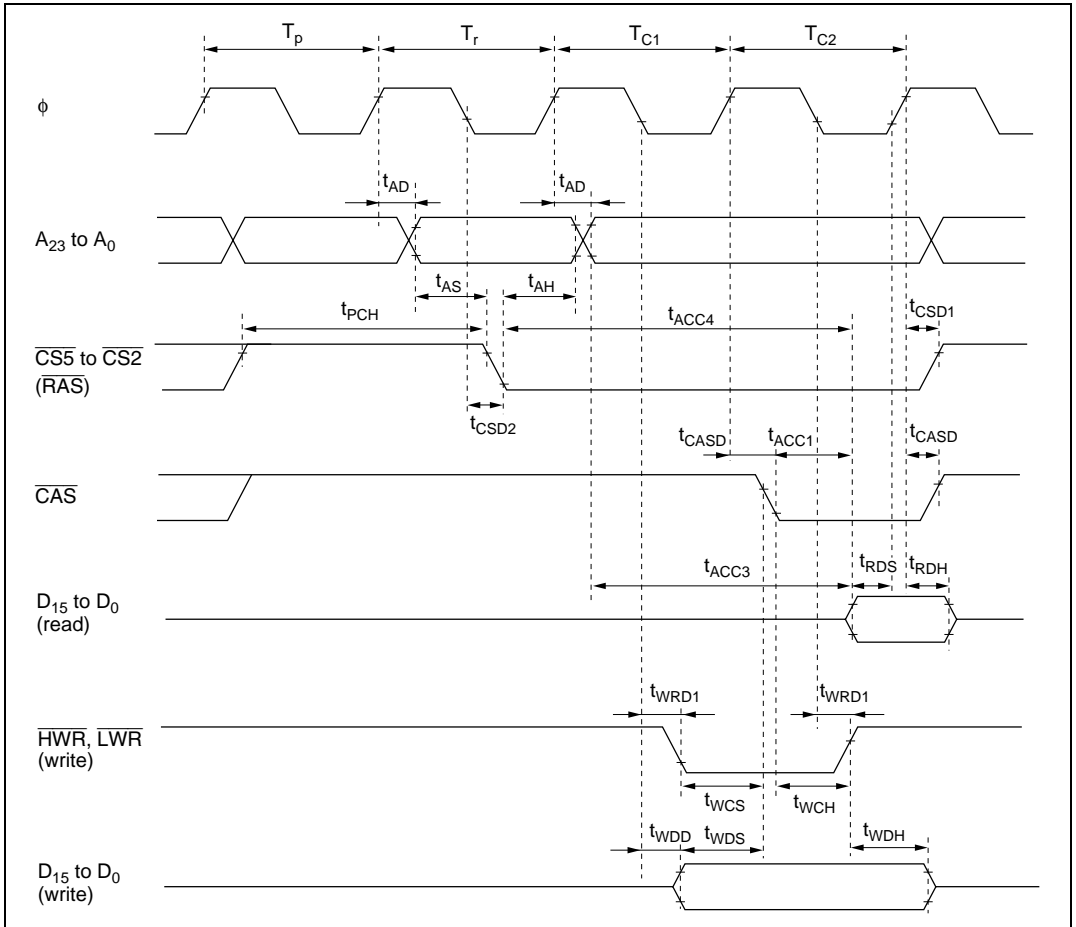 Tp Tr TC1 TC2
ϕ
tAD tAD
A23 to A0
tAS tAH
tPCH tACC4 tCSD1
CS5 to CS2
(RAS)
tCSD2
tCASD tACC1 tCASD
CAS
tACC3 tRDS tRDH
D15 to D0
(read)
tWRD1 tWRD1
HWR, LWR
(write)
tWCS tWCH
tWDD tWDS tWDH
D15 to D0
(write)